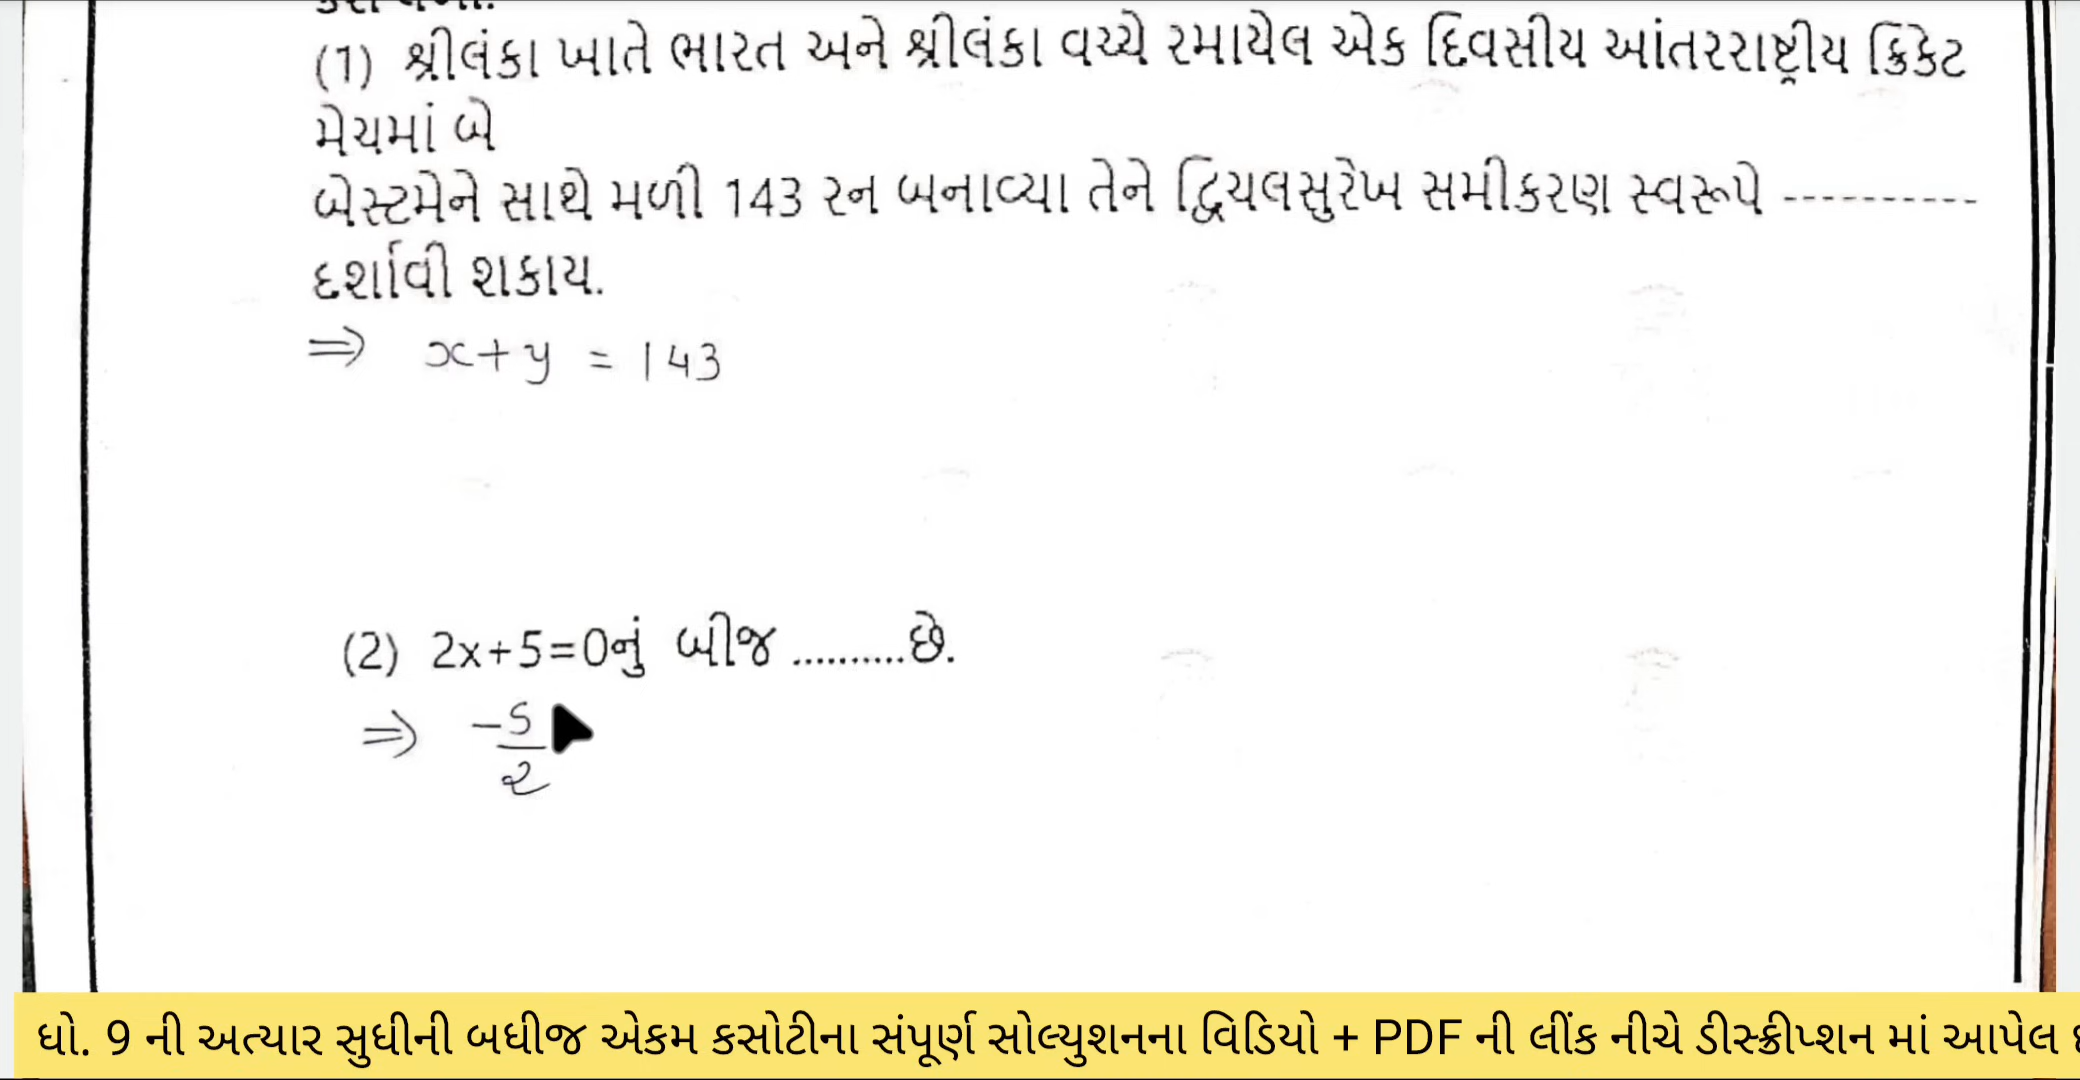 (1) શ્રીલંકા ખાતે ભારત અને શ્રીલંકા વચ્ચે રમાયેલ એક દિવસીય આંતરરાષ્ટ્રીય ક્રિકેટ
મેચમાં બે
બેસ્ટમેને સાથે મળી 143 રન બનાવ્યા તેને દ્વિચલસુરેખ સમીકરણ સ્વરૂપે ----------
દર્શાવી શકાય.
⇒ x+y = 143
(2) 2x+5=0નું બીજ ..........છે.
⇒ -5/2
ધો. 9 ની અત્યાર સુધીની બધીજ એકમ કસોટીના સંપૂર્ણ સોલ્યુશનના વિડિયો + PDF ની લીંક નીચે ડીસ્ક્રીપ્શન માં આપેલ